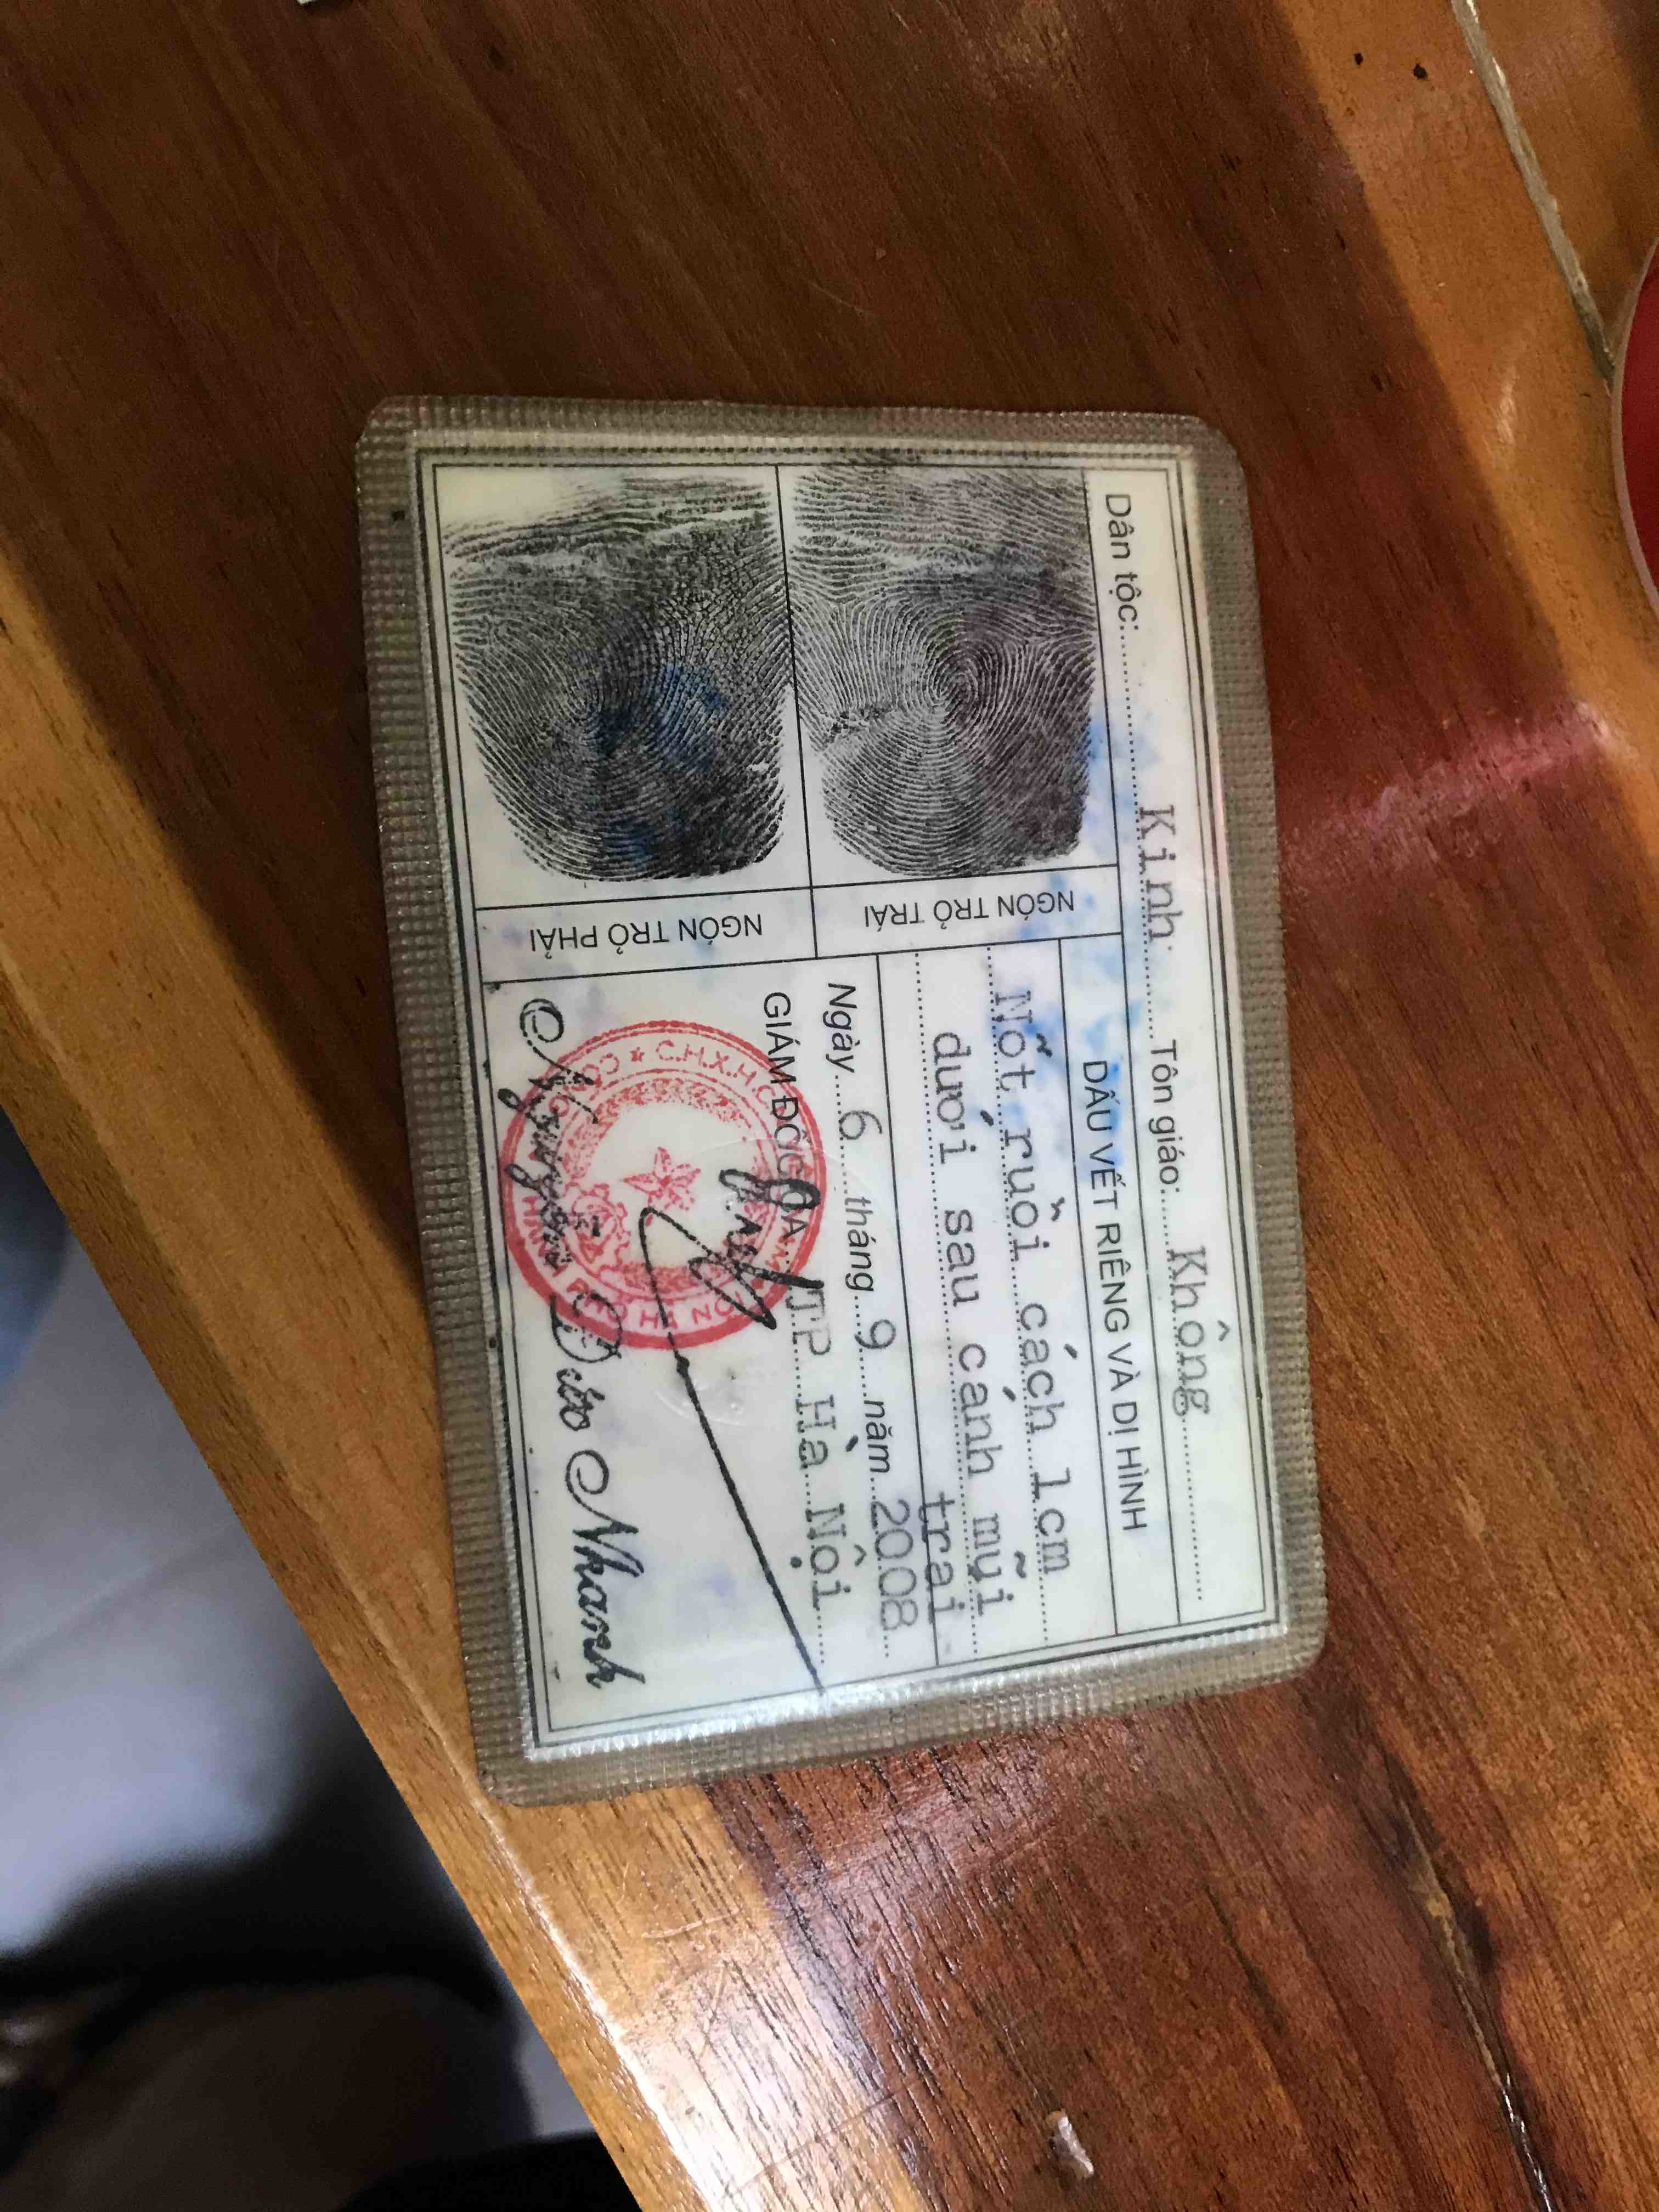 Dân tộc: Kinh Tôn giáo: Không
NGÓN TRỎ TRÁI
DẤU VẾT RIÊNG VÀ DỊ HÌNH
Nốt ruồi cách 1cm
dưới sau cánh mũi
trai
Ngày 6 tháng 9 năm 2008
GIÁM ĐỐC CA TP Hà Nội
NGÓN TRỎ PHẢI
C.H.X.H.C
Nguyễn Đức Nhanh